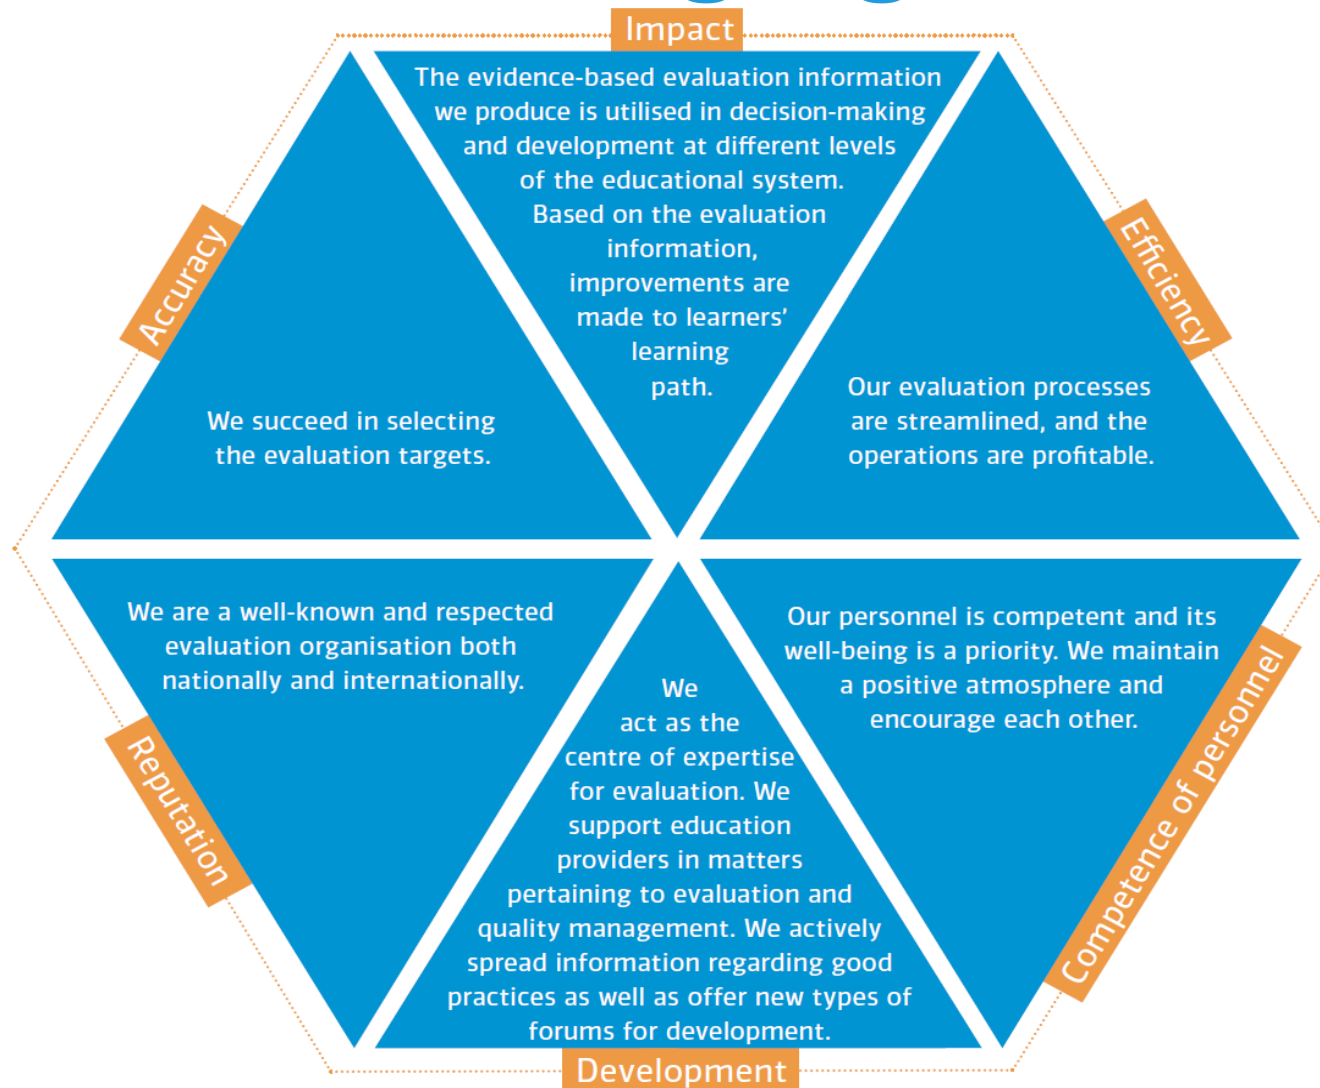 Impact
The evidence-based evaluation information
we produce is utilised in decision-making
and development at different levels
of the educational system.
Based on the evaluation
information,
improvements are
made to learners'
learning
path.
Accuracy
We succeed in selecting
the evaluation targets.
Efficiency
Our evaluation processes
are streamlined, and the
operations are profitable.
Reputation
We are a well-known and respected
evaluation organisation both
nationally and internationally.
We
act as the
centre of expertise
for evaluation. We
support education
providers in matters
pertaining to evaluation and
quality management. We actively
spread information regarding good
practices as well as offer new types of
forums for development.
Development
Our personnel is competent and its
well-being is a priority. We maintain
a positive atmosphere and
encourage each other.
Competence of personnel